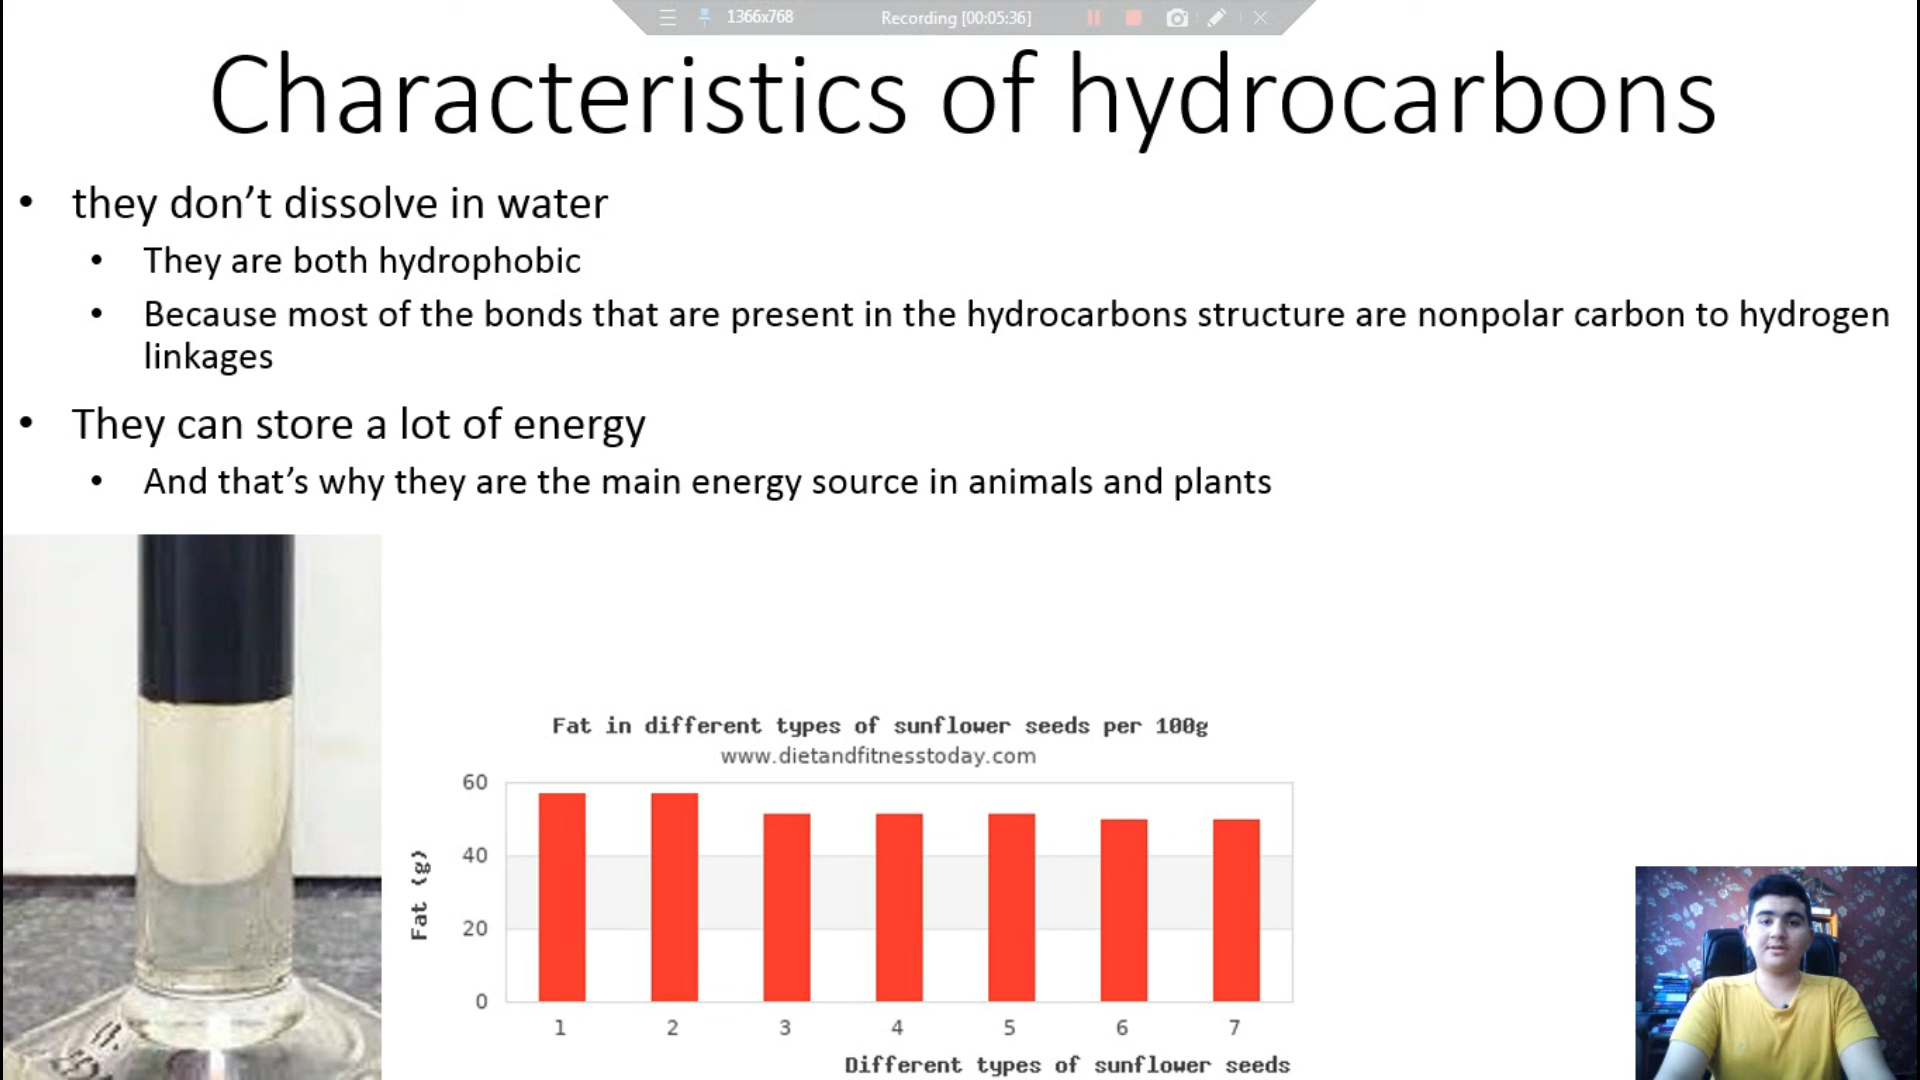 1366x768
Recording [00:05:36]
Characteristics of hydrocarbons
• they don’t dissolve in water
• They are both hydrophobic
• Because most of the bonds that are present in the hydrocarbons structure are nonpolar carbon to hydrogen
linkages
• They can store a lot of energy
• And that’s why they are the main energy source in animals and plants
Fat in different types of sunflower seeds per 100g
www.dietandfitnesstoday.com
Fat (g)
60
40
20
0
1 2 3 4 5 6 7
Different types of sunflower seeds